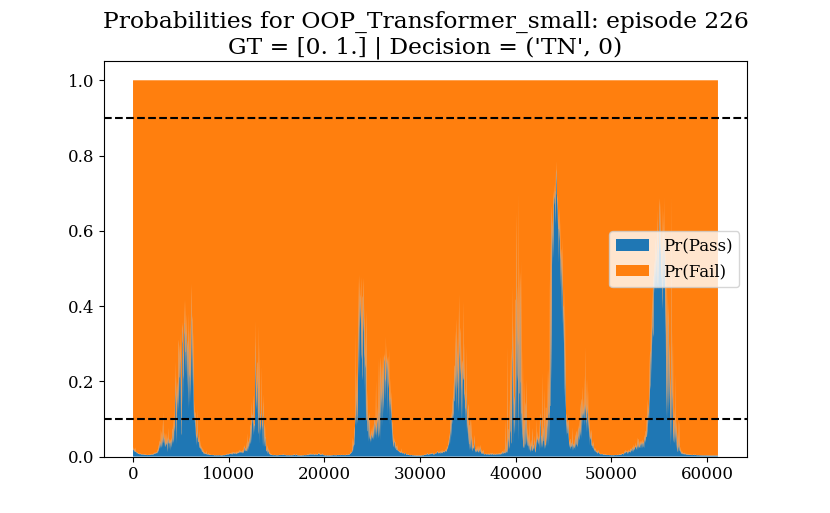 Probabilities for OOP_Transformer_small: episode 226
GT = [0. 1.] | Decision = ('TN', 0)
1.0
0.8
0.6
0.4
0.2
0.0
Pr(Pass)
Pr(Fail)
0 10000 20000 30000 40000 50000 60000